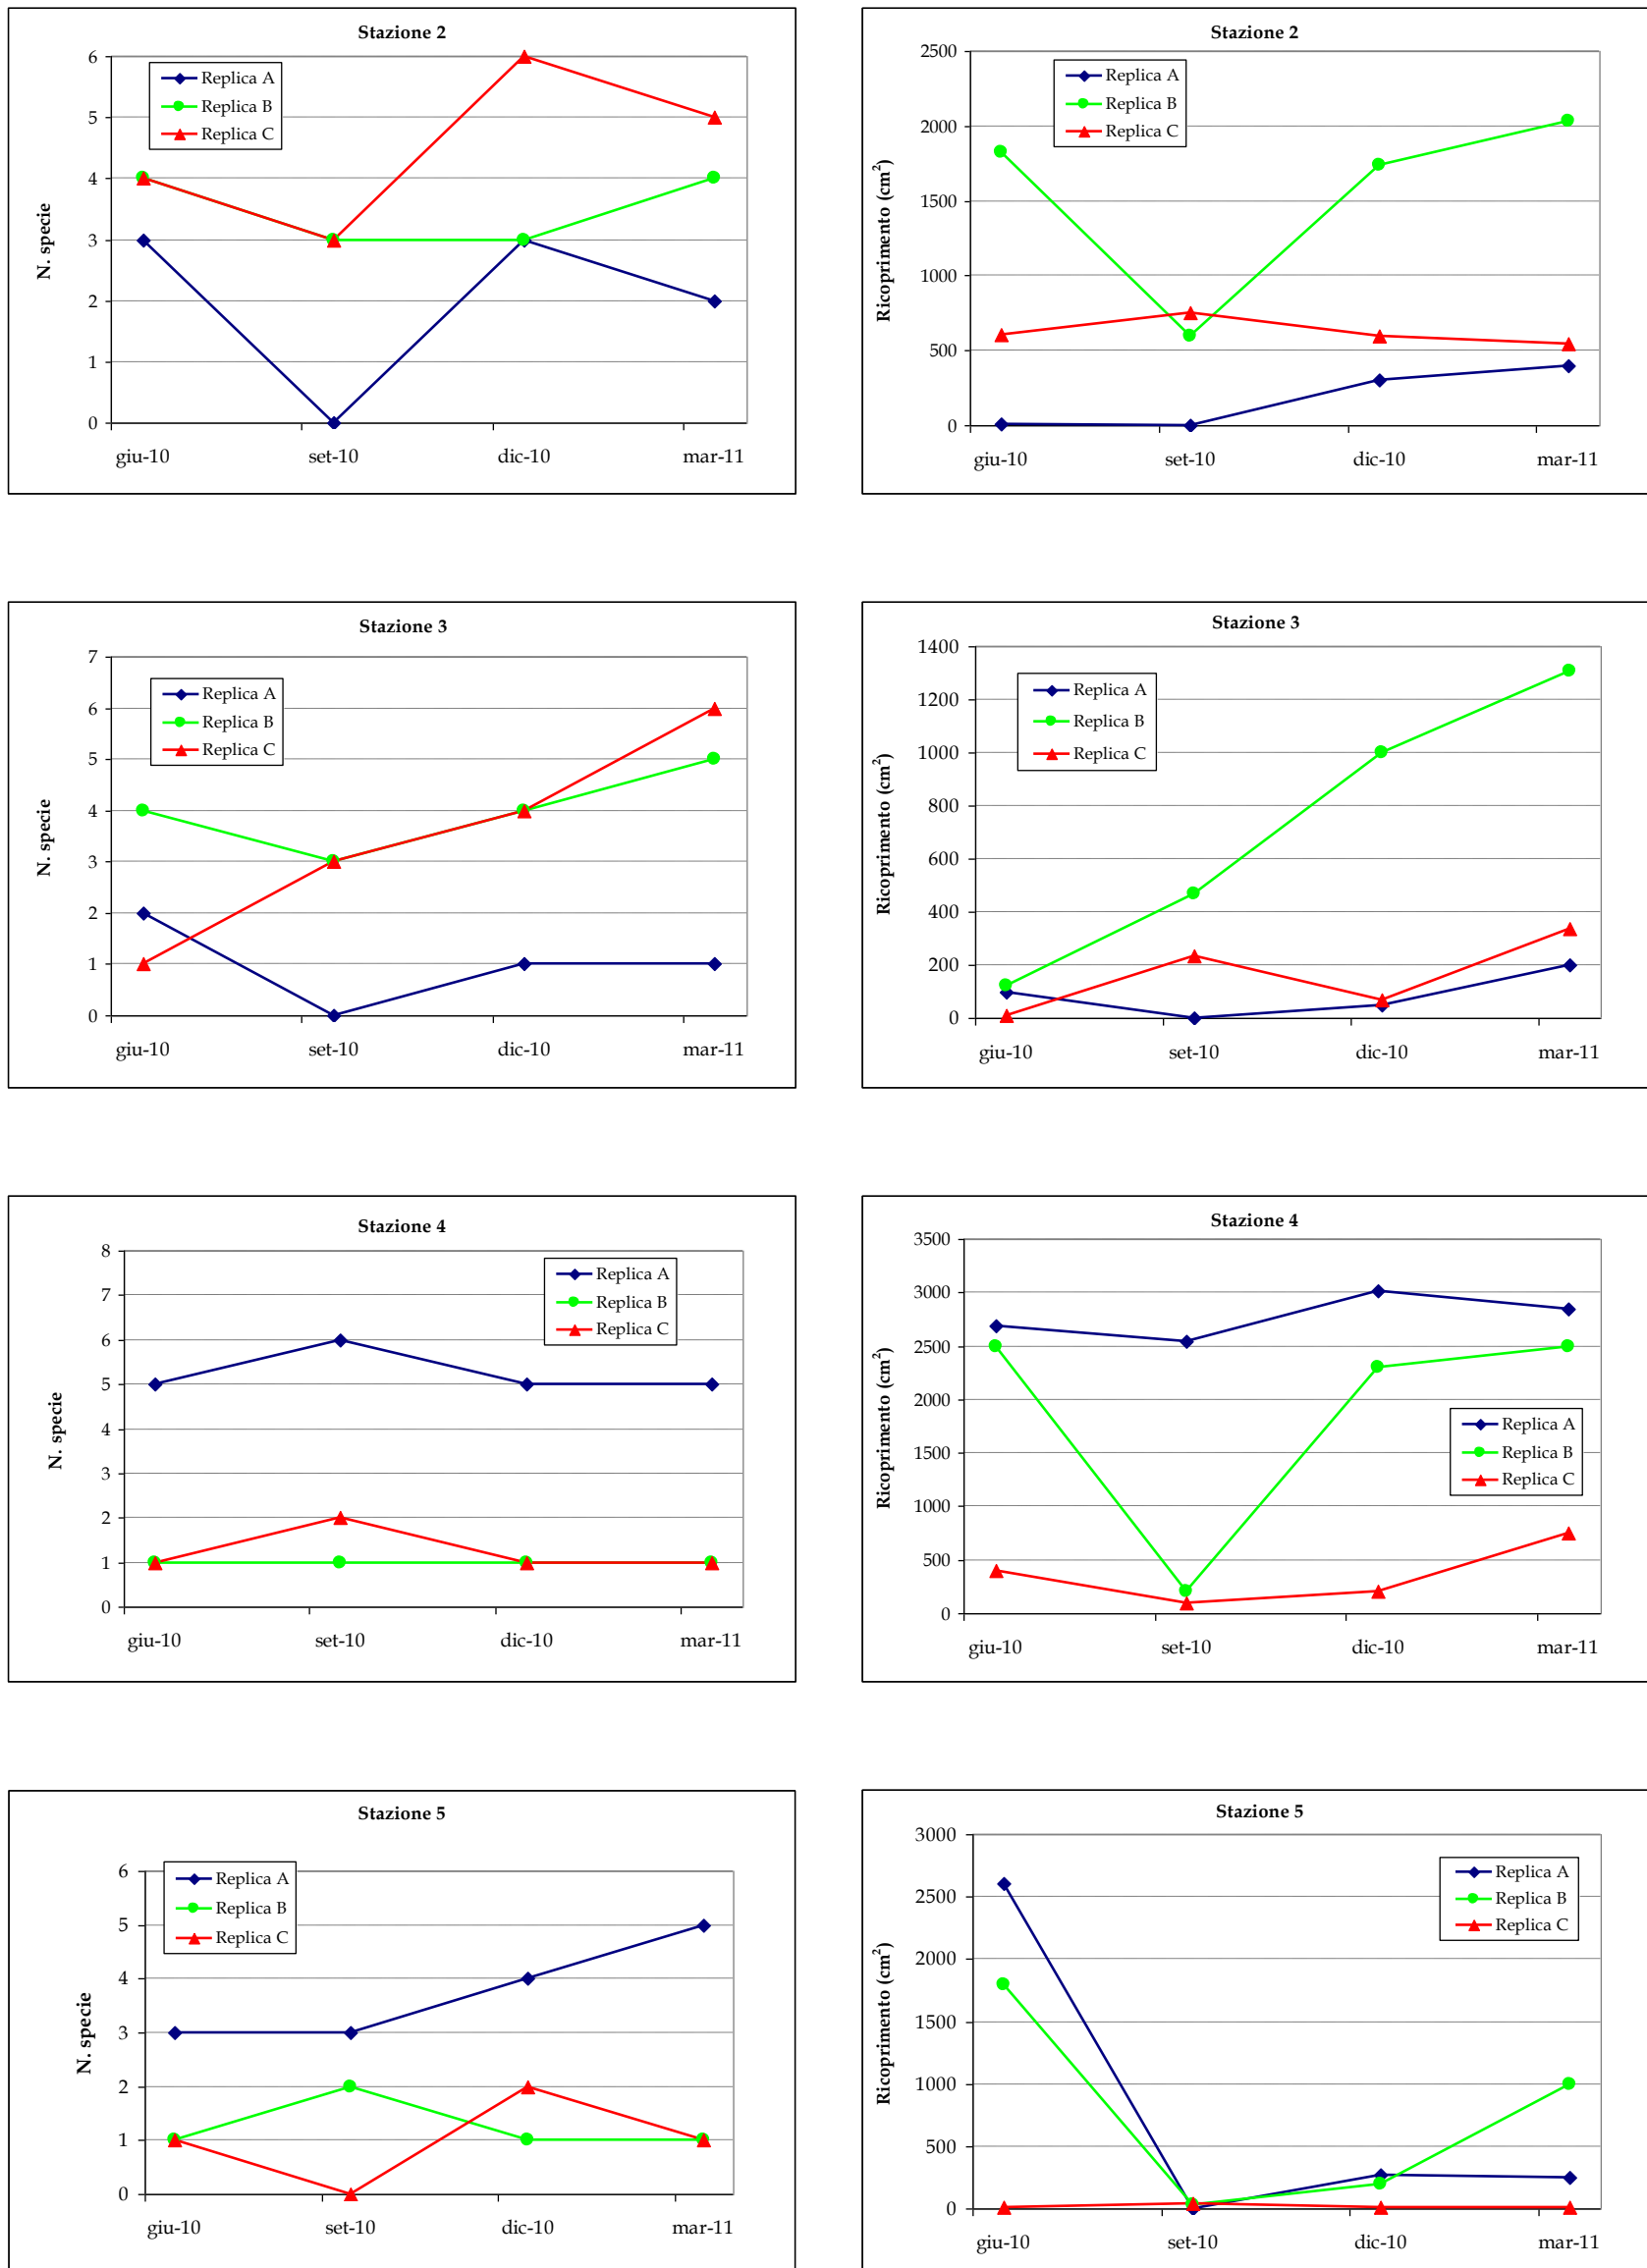 Stazione 2
6
5
4
3
2
1
0
N. specie
Replica A
Replica B
Replica C
giu-10 set-10 dic-10 mar-11
Stazione 2
2500
2000
1500
1000
500
0
Ricoprimento (cm²)
Replica A
Replica B
Replica C
giu-10 set-10 dic-10 mar-11
Stazione 3
7
6
5
4
3
2
1
0
N. specie
Replica A
Replica B
Replica C
giu-10 set-10 dic-10 mar-11
Stazione 3
1400
1200
1000
800
600
400
200
0
Ricoprimento (cm²)
Replica A
Replica B
Replica C
giu-10 set-10 dic-10 mar-11
Stazione 4
8
7
6
5
4
3
2
1
0
N. specie
Replica A
Replica B
Replica C
giu-10 set-10 dic-10 mar-11
Stazione 4
3500
3000
2500
2000
1500
1000
500
0
Ricoprimento (cm²)
Replica A
Replica B
Replica C
giu-10 set-10 dic-10 mar-11
Stazione 5
6
5
4
3
2
1
0
N. specie
Replica A
Replica B
Replica C
giu-10 set-10 dic-10 mar-11
Stazione 5
3000
2500
2000
1500
1000
500
0
Ricoprimento (cm²)
Replica A
Replica B
Replica C
giu-10 set-10 dic-10 mar-11